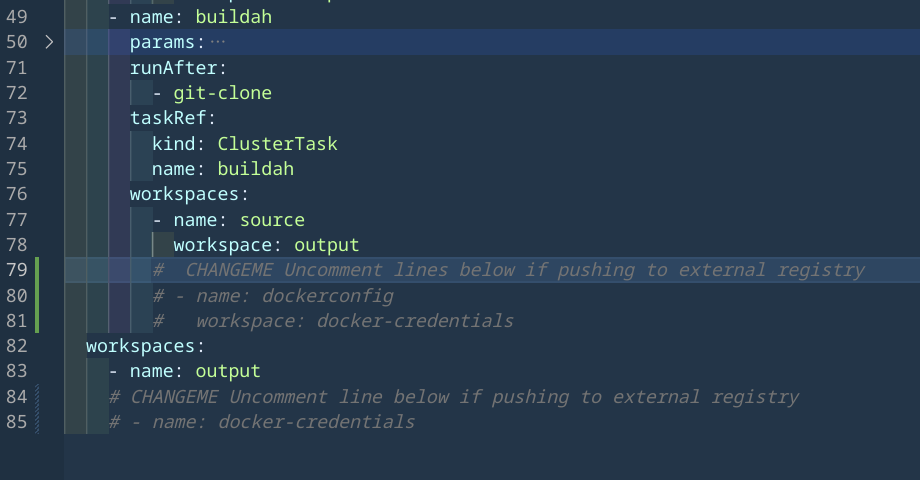 49 - name: buildah
50 > params: ...
71 runAfter:
72 - git-clone
73 taskRef:
74 kind: ClusterTask
75 name: buildah
76 workspaces:
77 - name: source
78 workspace: output
79 # CHANGEME Uncomment lines below if pushing to external registry
80 # - name: dockerconfig
81 #   workspace: docker-credentials
82 workspaces:
83 - name: output
84 # CHANGEME Uncomment line below if pushing to external registry
85 # - name: docker-credentials